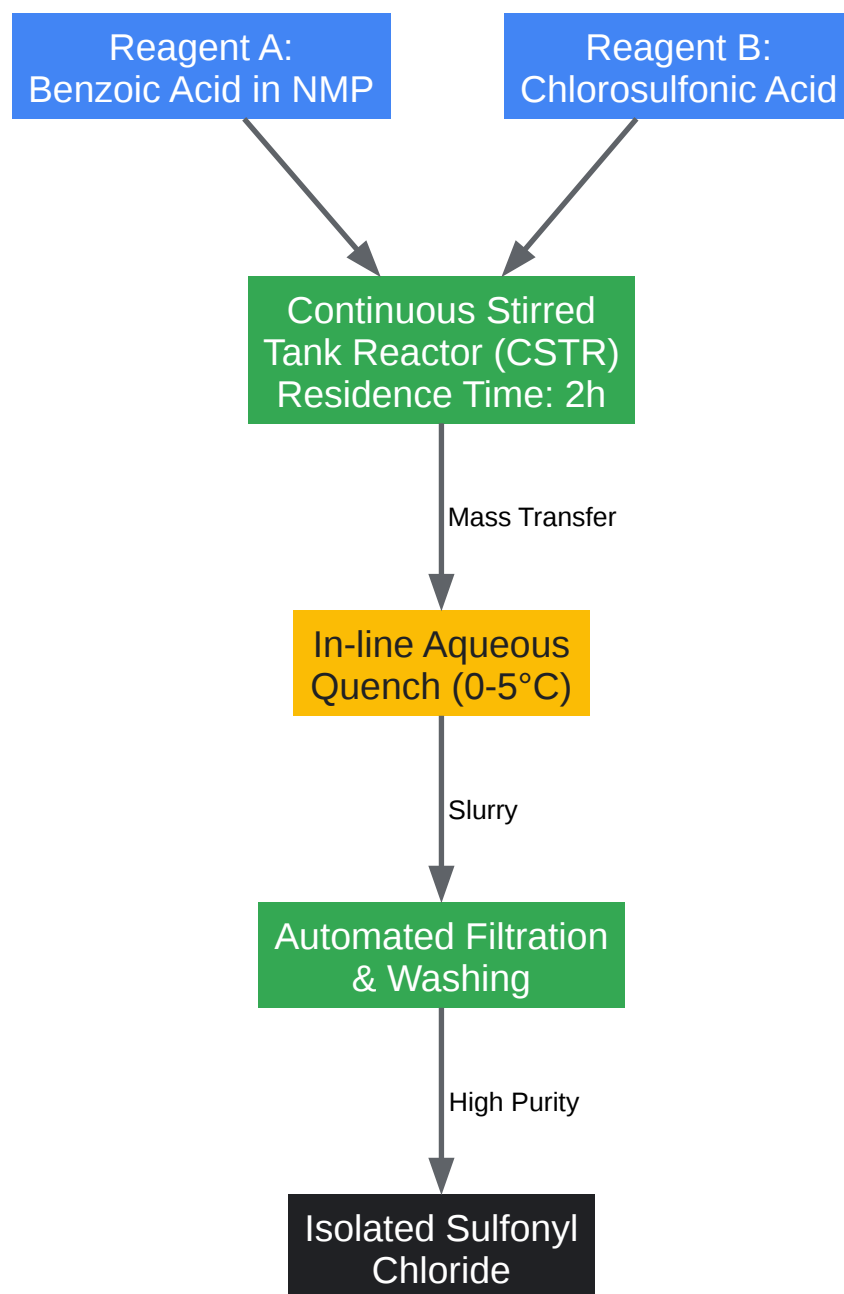 Reagent A:
Benzoic Acid in NMP
Reagent B:
Chlorosulfonic Acid
Continuous Stirred
Tank Reactor (CSTR)
Residence Time: 2h
Mass Transfer
In-line Aqueous
Quench (0-5°C)
Slurry
Automated Filtration
& Washing
High Purity
Isolated Sulfonyl
Chloride